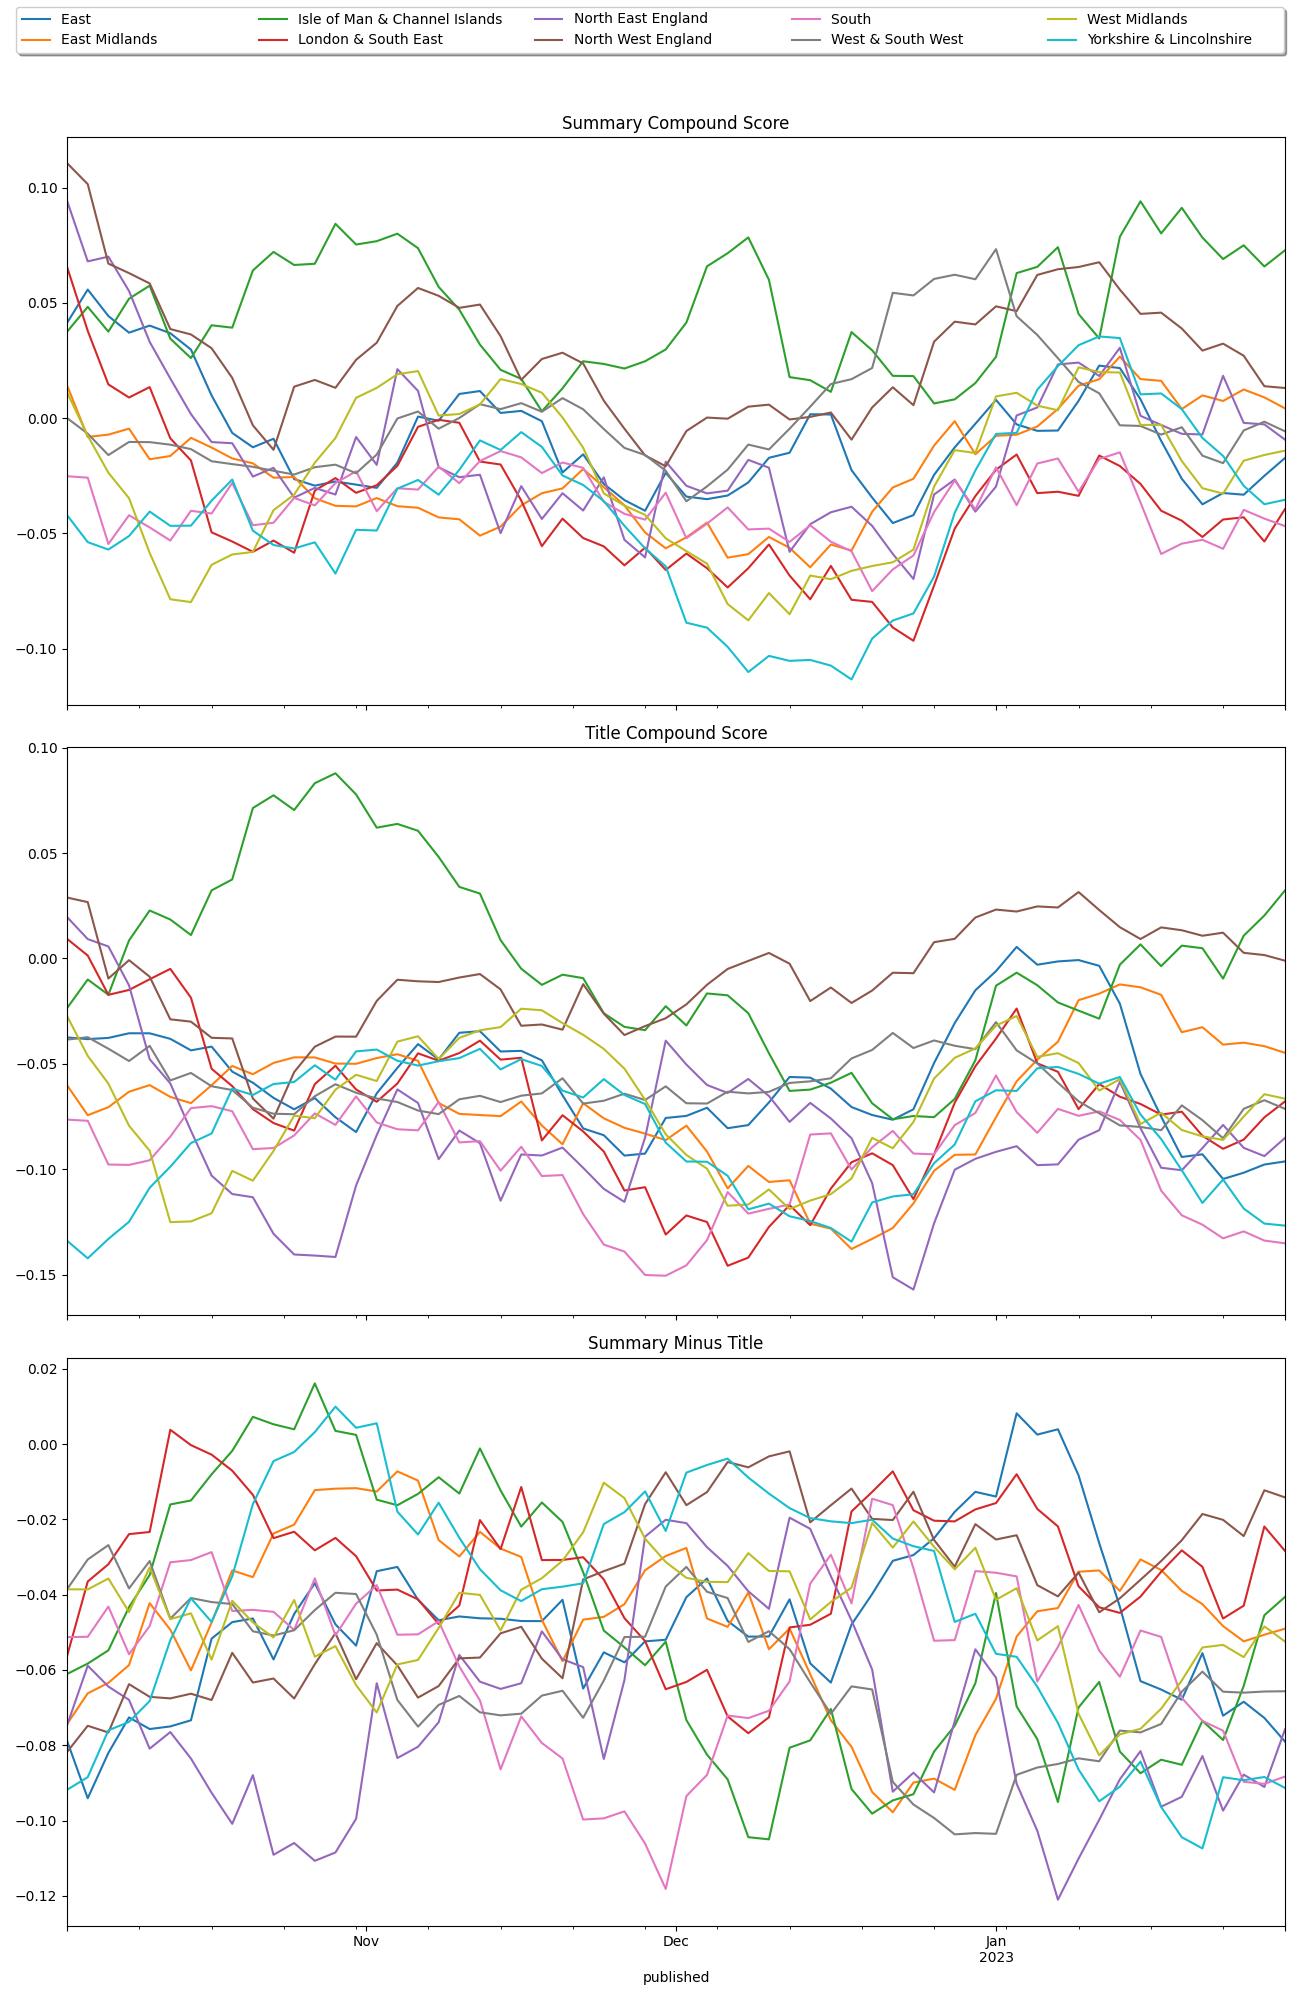 East Isle of Man & Channel Islands North East England South West Midlands
East Midlands London & South East North West England West & South West Yorkshire & Lincolnshire
Summary Compound Score
0.10
0.05
0.00
−0.05
−0.10
Title Compound Score
0.10
0.05
0.00
−0.05
−0.10
−0.15
Summary Minus Title
0.02
0.00
−0.02
−0.04
−0.06
−0.08
−0.10
−0.12
Nov Dec Jan
2023
published